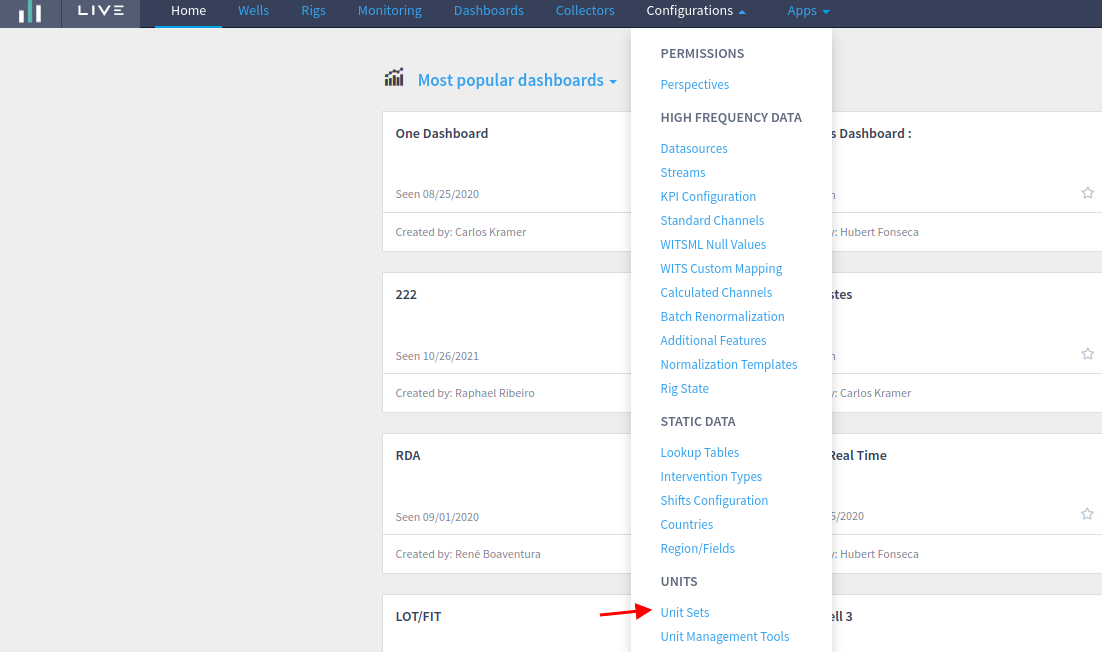 LIVE Home Wells Rigs Monitoring Dashboards Collectors Configurations Apps
Most popular dashboards
One Dashboard
Seen 08/25/2020
Created by: Carlos Kramer
222
Seen 10/26/2021
Created by: Raphael Ribeiro
RDA
Seen 09/01/2020
Created by: Renê Boaventura
LOT/FIT
PERMISSIONS
Perspectives
HIGH FREQUENCY DATA
Datasources
Streams
KPI Configuration
Standard Channels
WITSML Null Values
WITS Custom Mapping
Calculated Channels
Batch Renormalization
Additional Features
Normalization Templates
Rig State
STATIC DATA
Lookup Tables
Intervention Types
Shifts Configuration
Countries
Region/Fields
UNITS
Unit Sets
Unit Management Tools
s Dashboard :
: Hubert Fonseca
stes
: Carlos Kramer
Real Time
/2020
: Hubert Fonseca
ell 3